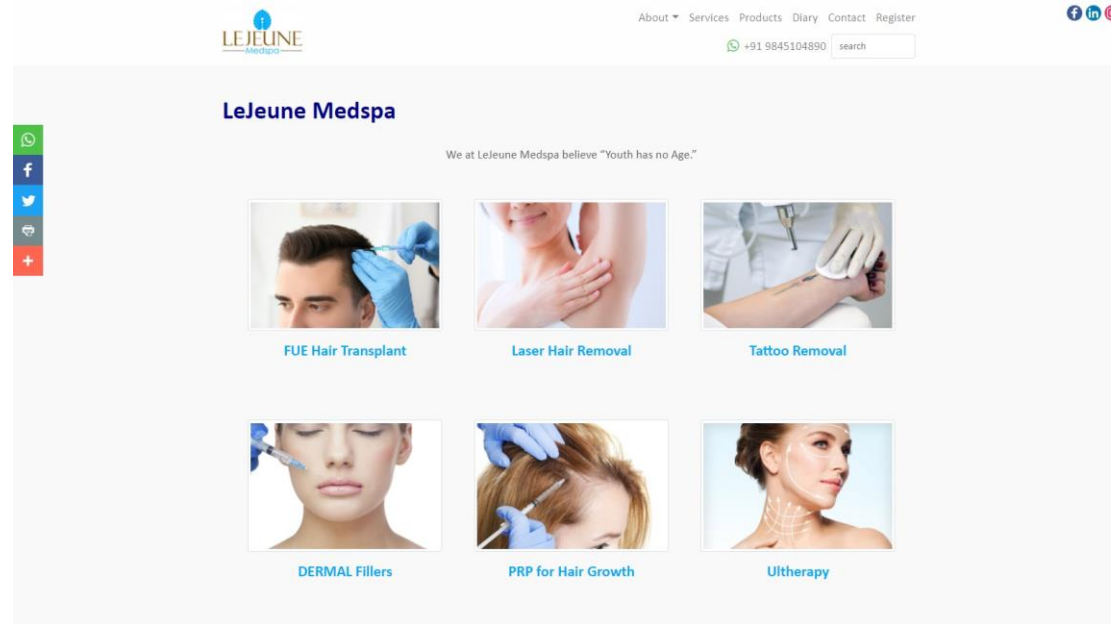 LEJEUNE
Medspa
About Services Products Diary Contact Register
+91 9845104890 search
LeJeune Medspa
We at LeJeune Medspa believe “Youth has no Age.”
FUE Hair Transplant Laser Hair Removal Tattoo Removal
DERMAL Fillers PRP for Hair Growth Ultherapy